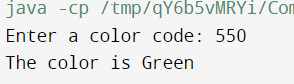 java -cp /tmp/qY6b5vMRYi/Com
Enter a color code: 550
The color is Green